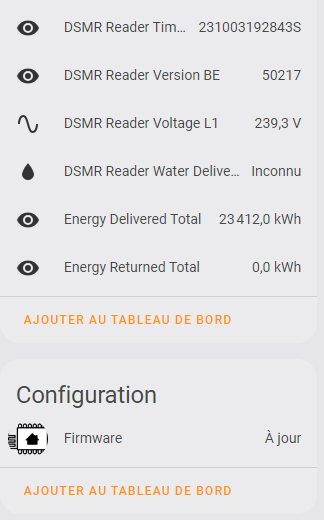 DSMR Reader Tim... 231003192843S
DSMR Reader Version BE 50217
DSMR Reader Voltage L1 239,3 V
DSMR Reader Water Delive... Inconnu
Energy Delivered Total 23 412,0 kWh
Energy Returned Total 0,0 kWh
AJOUTER AU TABLEAU DE BORD
Configuration
Firmware À jour
AJOUTER AU TABLEAU DE BORD